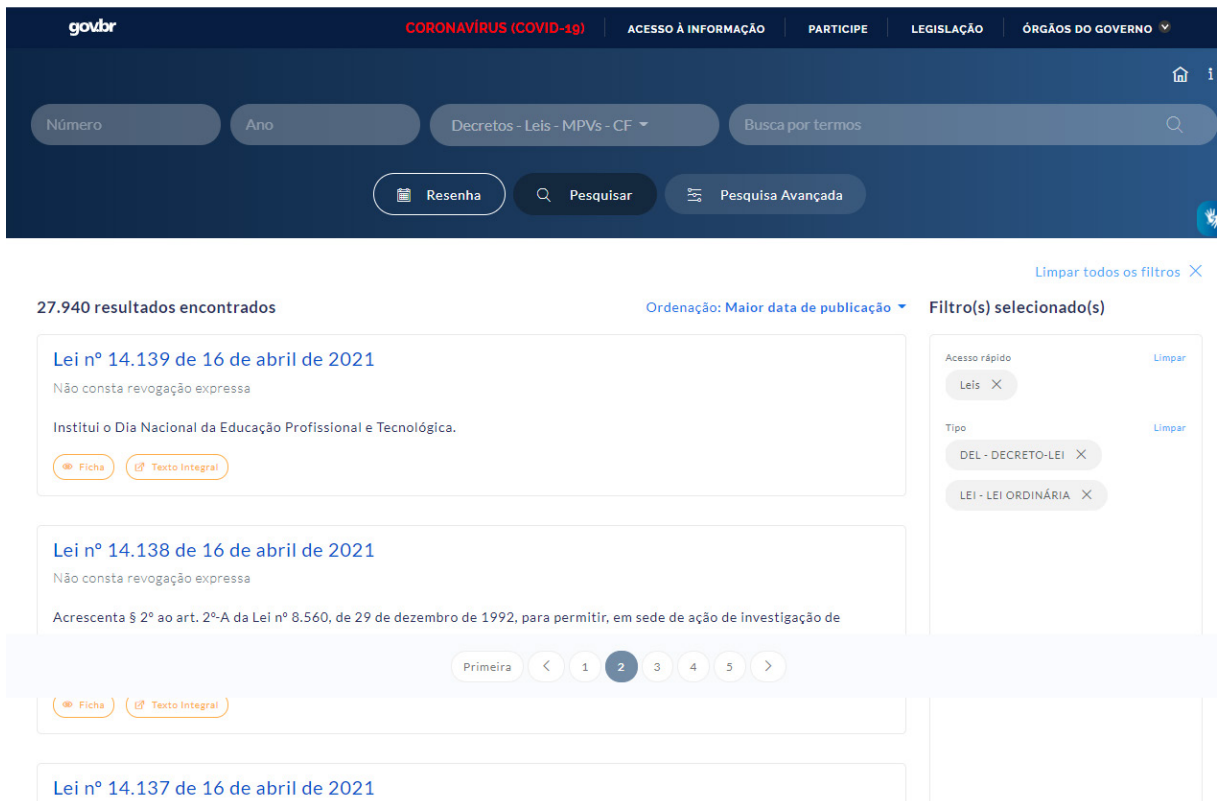 gov.br
CORONAVÍRUS (COVID-19)
ACESSO À INFORMAÇÃO
PARTICIPE
LEGISLAÇÃO
ÓRGÃOS DO GOVERNO
Número
Ano
Decretos - Leis - MPVs - CF
Busca por termos
Resenha
Pesquisar
Pesquisa Avançada
Limpar todos os filtros
27.940 resultados encontrados
Ordenação: Maior data de publicação
Filtro(s) selecionado(s)
Lei nº 14.139 de 16 de abril de 2021
Não consta revogação expressa
Institui o Dia Nacional da Educação Profissional e Tecnológica.
Ficha
Texto Integral
Acesso rápido
Limpar
Leis
Tipo
Limpar
DEL - DECRETO-LEI
LEI - LEI ORDINÁRIA
Lei nº 14.138 de 16 de abril de 2021
Não consta revogação expressa
Acrescenta § 2º ao art. 2º-A da Lei nº 8.560, de 29 de dezembro de 1992, para permitir, em sede de ação de investigação de
Primeira
1
2
3
4
5
Ficha
Texto Integral
Lei nº 14.137 de 16 de abril de 2021